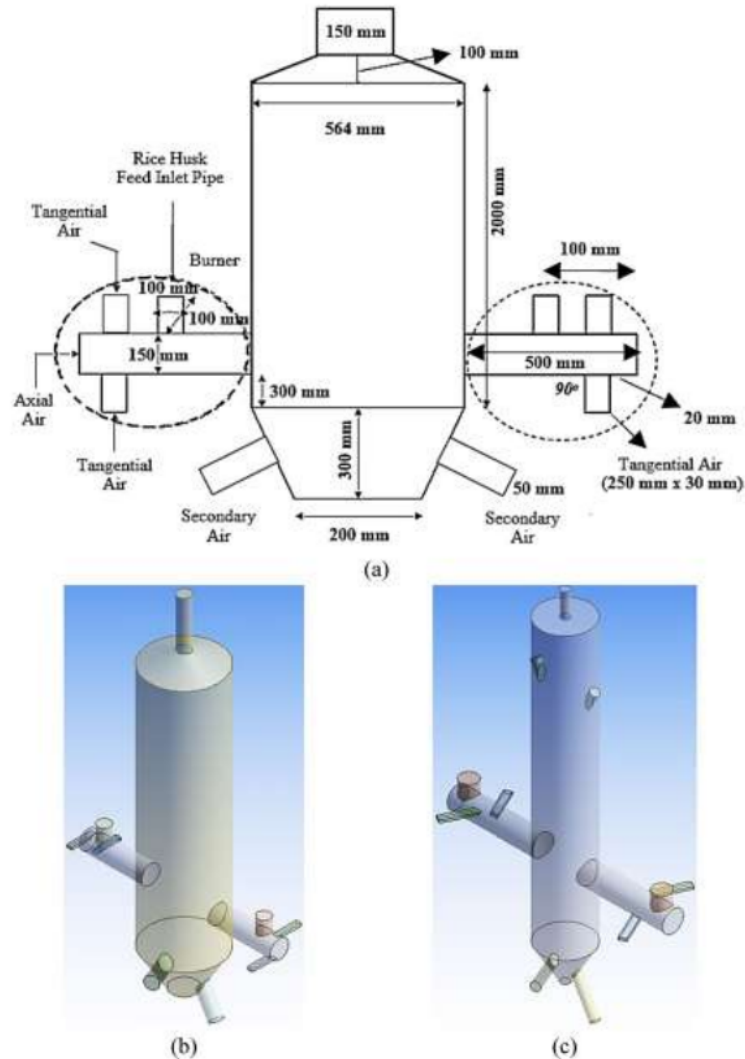 150 mm
100 mm
564 mm
2000 mm
Rice Husk
Feed Inlet Pipe
Tangential
Air
Burner
100 mm
100 mm
100 mm
150 mm
500 mm
Axial
Air
300 mm
90°
20 mm
Tangential
Air
300 mm
Tangential Air
(250 mm x 30 mm)
50 mm
Secondary
Air
200 mm
Secondary
Air
(a)
(b)
(c)